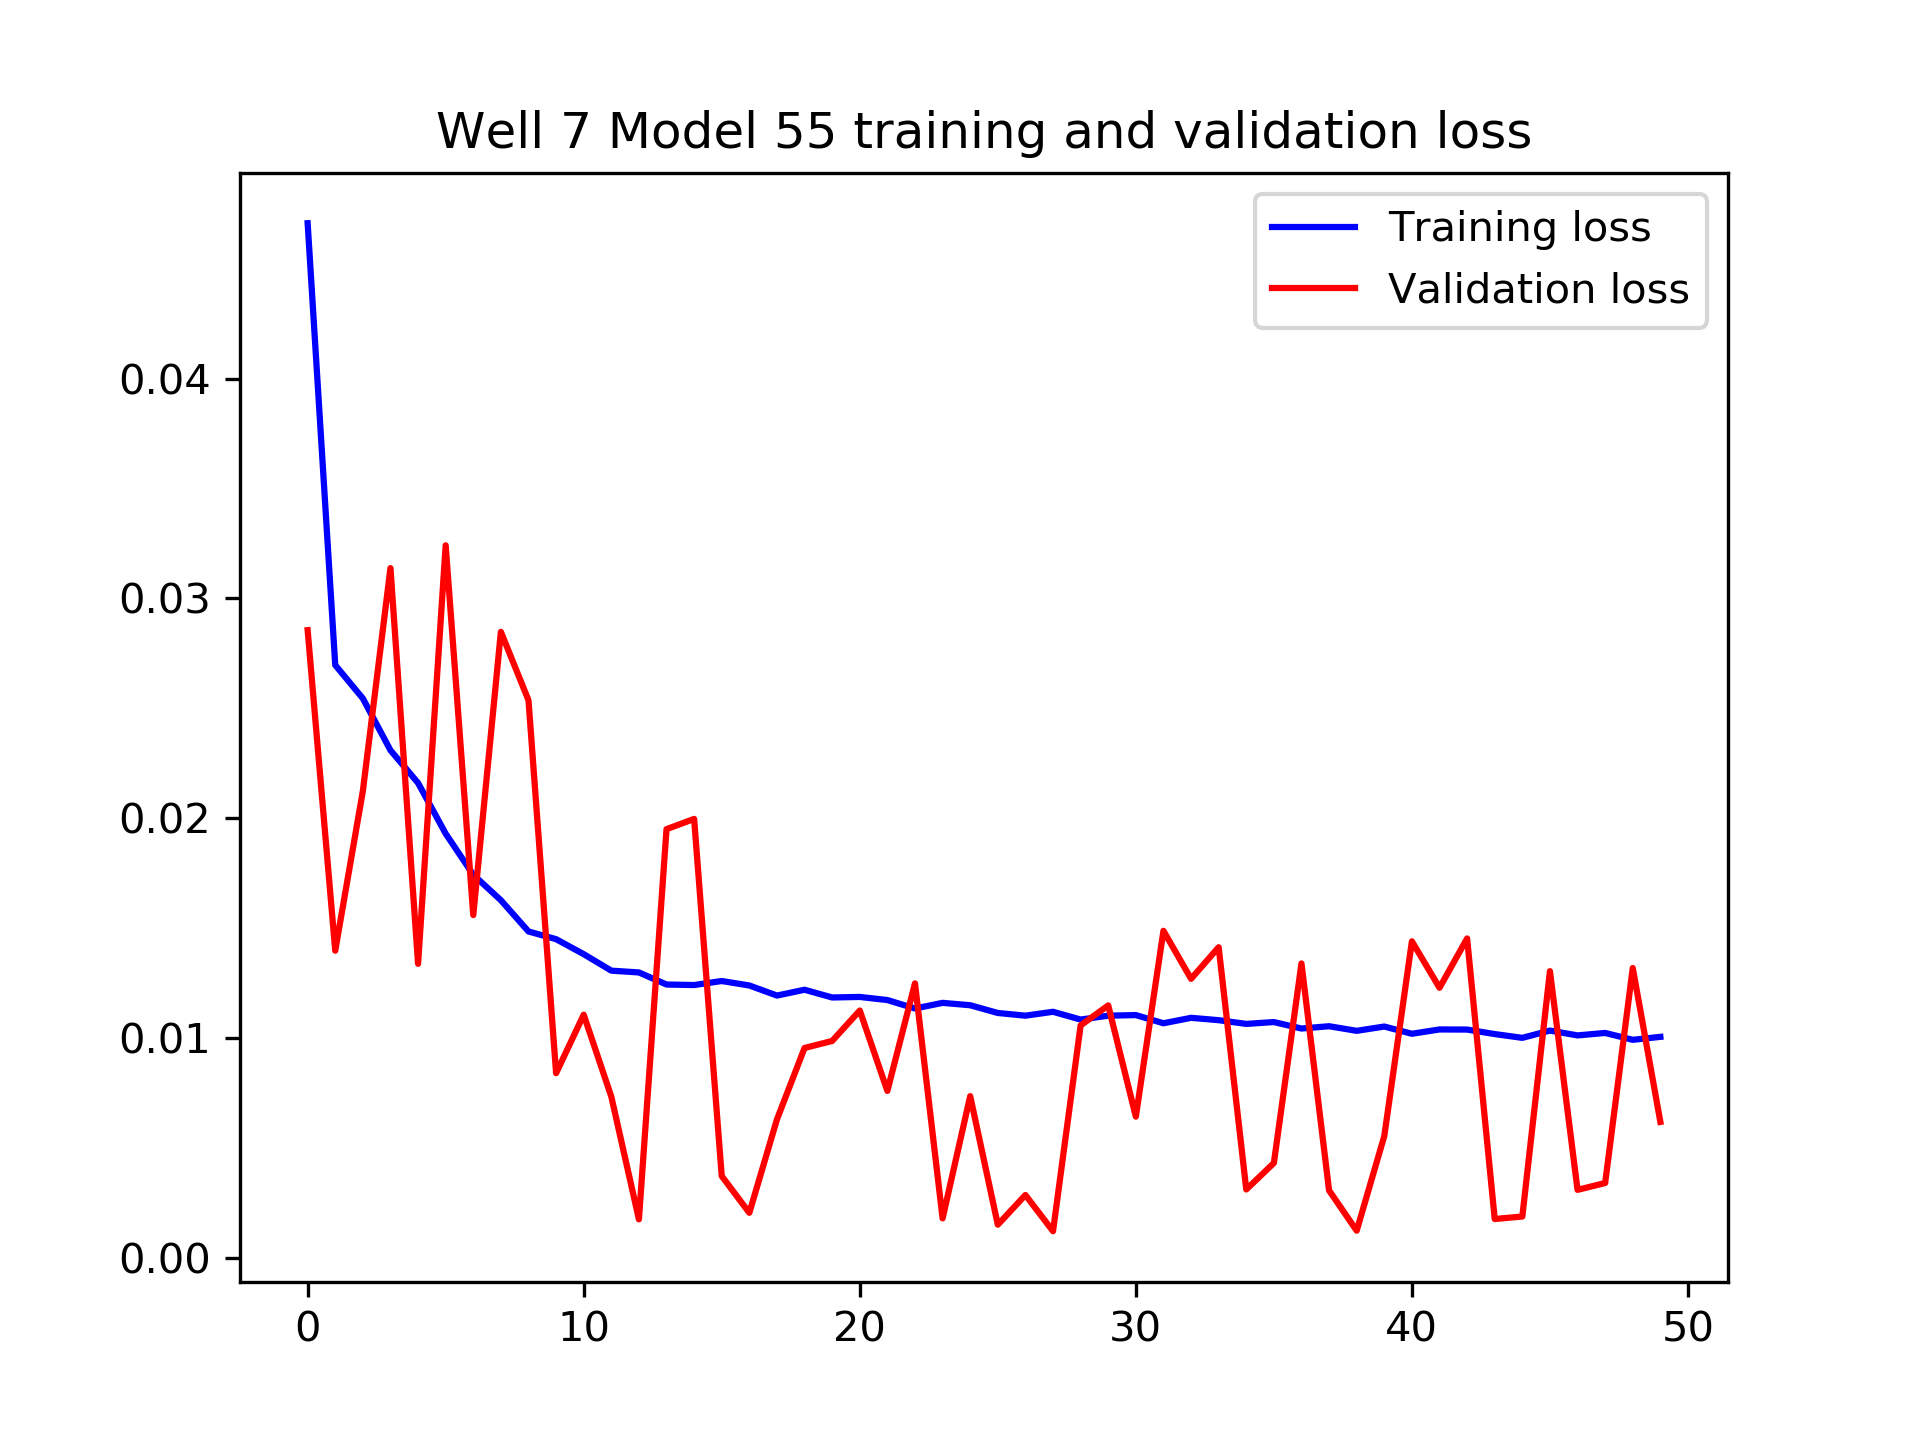 Well 7 Model 55 training and validation loss
Training loss
Validation loss
0.04
0.03
0.02
0.01
0.00
0 10 20 30 40 50